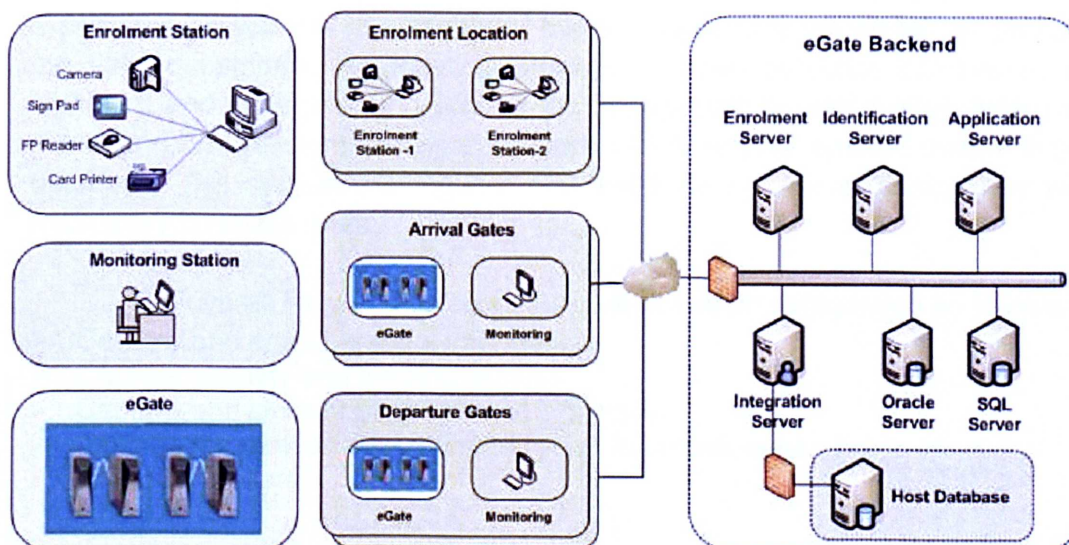 Enrolment Station
Camera
Sign Pad
FP Reader
Card Printer
Monitoring Station
eGate
Enrolment Location
Enrolment
Station -1
Enrolment
Station-2
Arrival Gates
eGate
Monitoring
Departure Gates
eGate
Monitoring
eGate Backend
Enrolment
Server
Identification
Server
Application
Server
Integration
Server
Oracle
Server
SQL
Server
Host Database